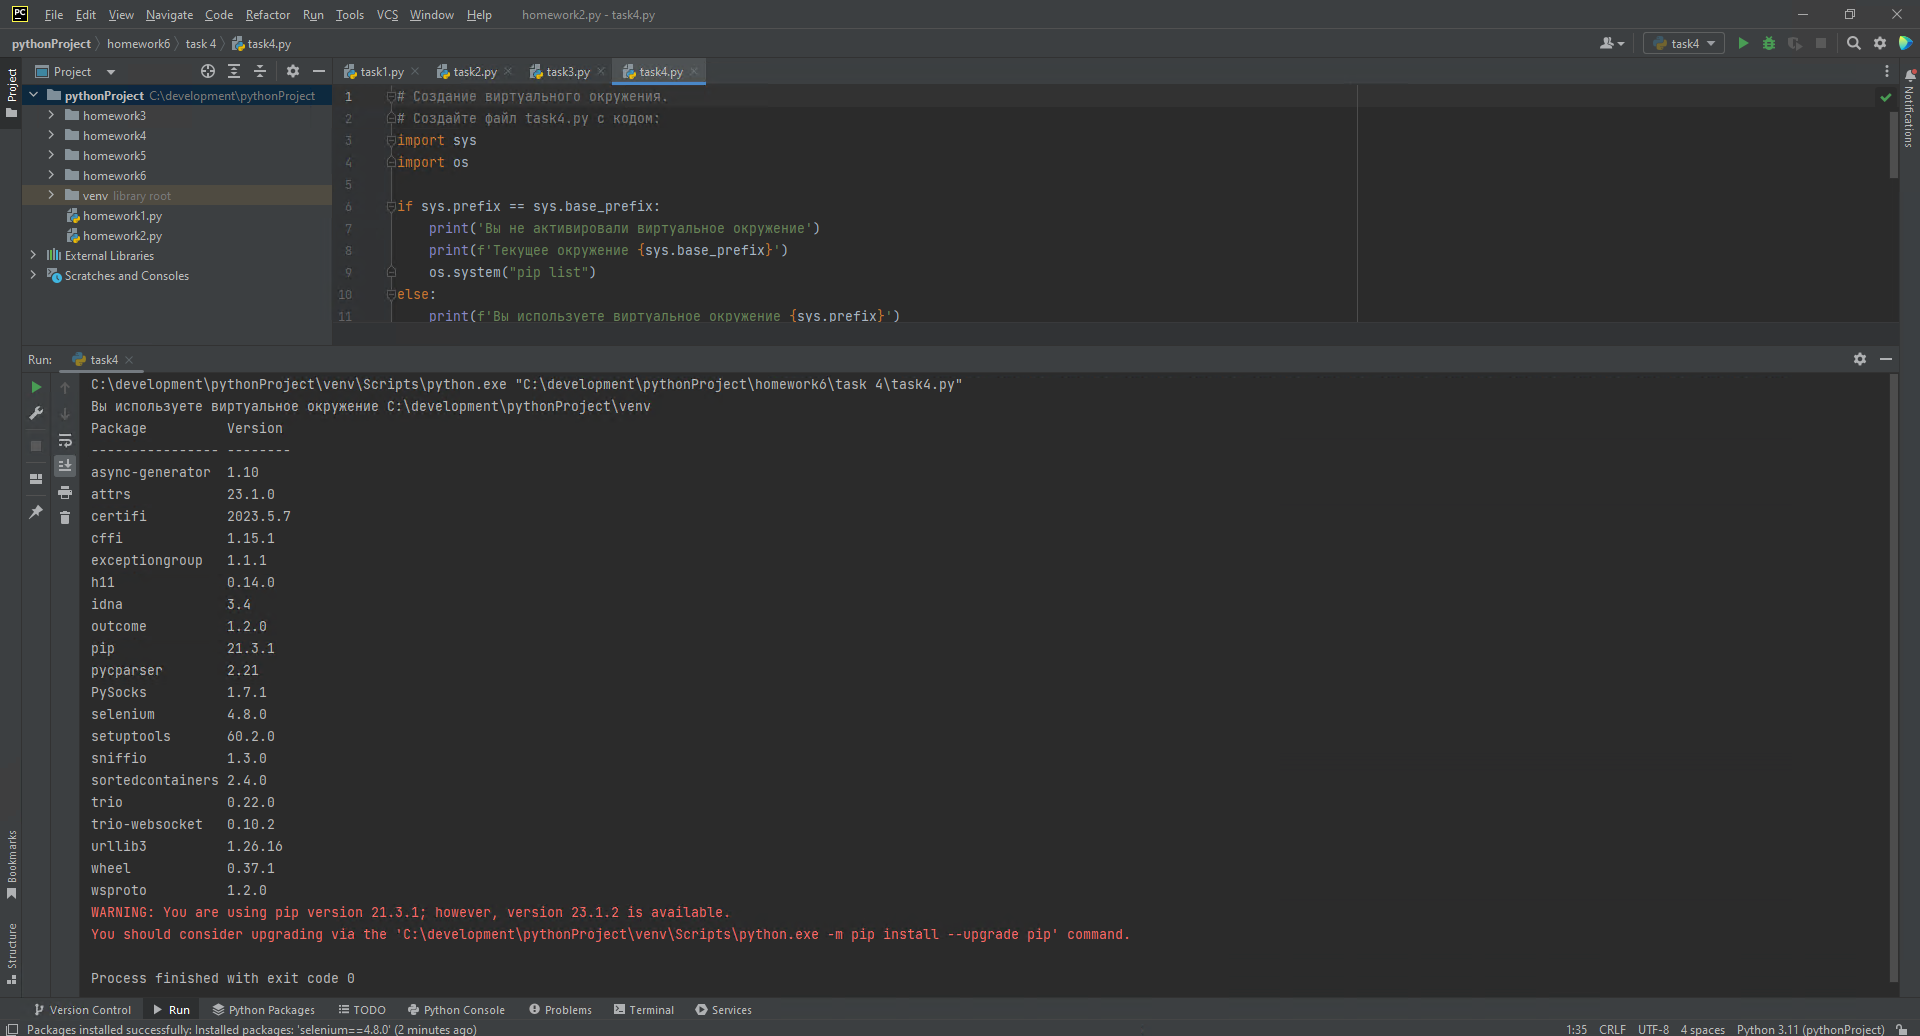 PC File Edit View Navigate Code Refactor Run Tools VCS Window Help homework2.py - task4.py
pythonProject homework6 task 4 task4.py
task4
Project
task1.py task2.py task3.py task4.py
Project
Notifications
pythonProject C:\development\pythonProject
homework3
homework4
homework5
homework6
venv library root
homework1.py
homework2.py
External Libraries
Scratches and Consoles
1 # Создание виртуального окружения.
2 # Создайте файл task4.py с кодом:
3 import sys
4 import os
5
6 if sys.prefix == sys.base_prefix:
7 print('Вы не активировали виртуальное окружение')
8 print(f'Текущее окружение {sys.base_prefix}')
9 os.system("pip list")
10 else:
11 print(f'Вы используете виртуальное окружение {sys.prefix}')
Run: task4
C:\development\pythonProject\venv\Scripts\python.exe "C:\development\pythonProject\homework6\task 4\task4.py"
Вы используете виртуальное окружение C:\development\pythonProject\venv
Package Version
---------------- --------
async-generator 1.10
attrs 23.1.0
certifi 2023.5.7
cffi 1.15.1
exceptiongroup 1.1.1
h11 0.14.0
idna 3.4
outcome 1.2.0
pip 21.3.1
pycparser 2.21
PySocks 1.7.1
selenium 4.8.0
setuptools 60.2.0
sniffio 1.3.0
sortedcontainers 2.4.0
trio 0.22.0
trio-websocket 0.10.2
urllib3 1.26.16
wheel 0.37.1
wsproto 1.2.0
WARNING: You are using pip version 21.3.1; however, version 23.1.2 is available.
You should consider upgrading via the 'C:\development\pythonProject\venv\Scripts\python.exe -m pip install --upgrade pip' command.
Process finished with exit code 0
Bookmarks
Structure
Version Control Run Python Packages TODO Python Console Problems Terminal Services
Packages installed successfully: Installed packages: 'selenium==4.8.0' (2 minutes ago) 1:35 CRLF UTF-8 4 spaces Python 3.11 (pythonProject)